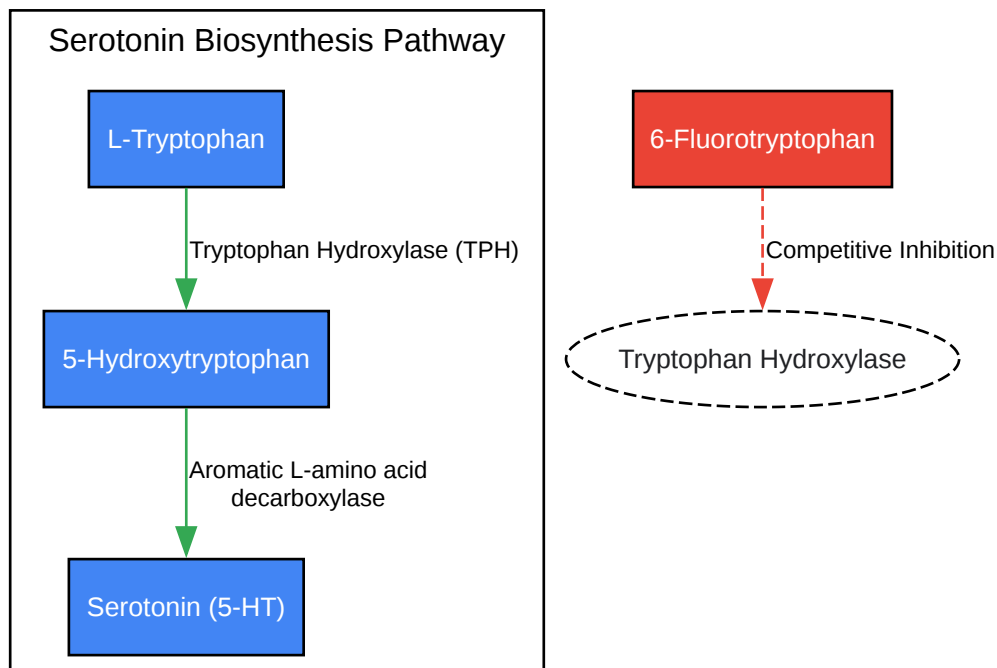 Serotonin Biosynthesis Pathway
L-Tryptophan
Tryptophan Hydroxylase (TPH)
5-Hydroxytryptophan
Aromatic L-amino acid
decarboxylase
Serotonin (5-HT)
6-Fluorotryptophan
Competitive Inhibition
Tryptophan Hydroxylase